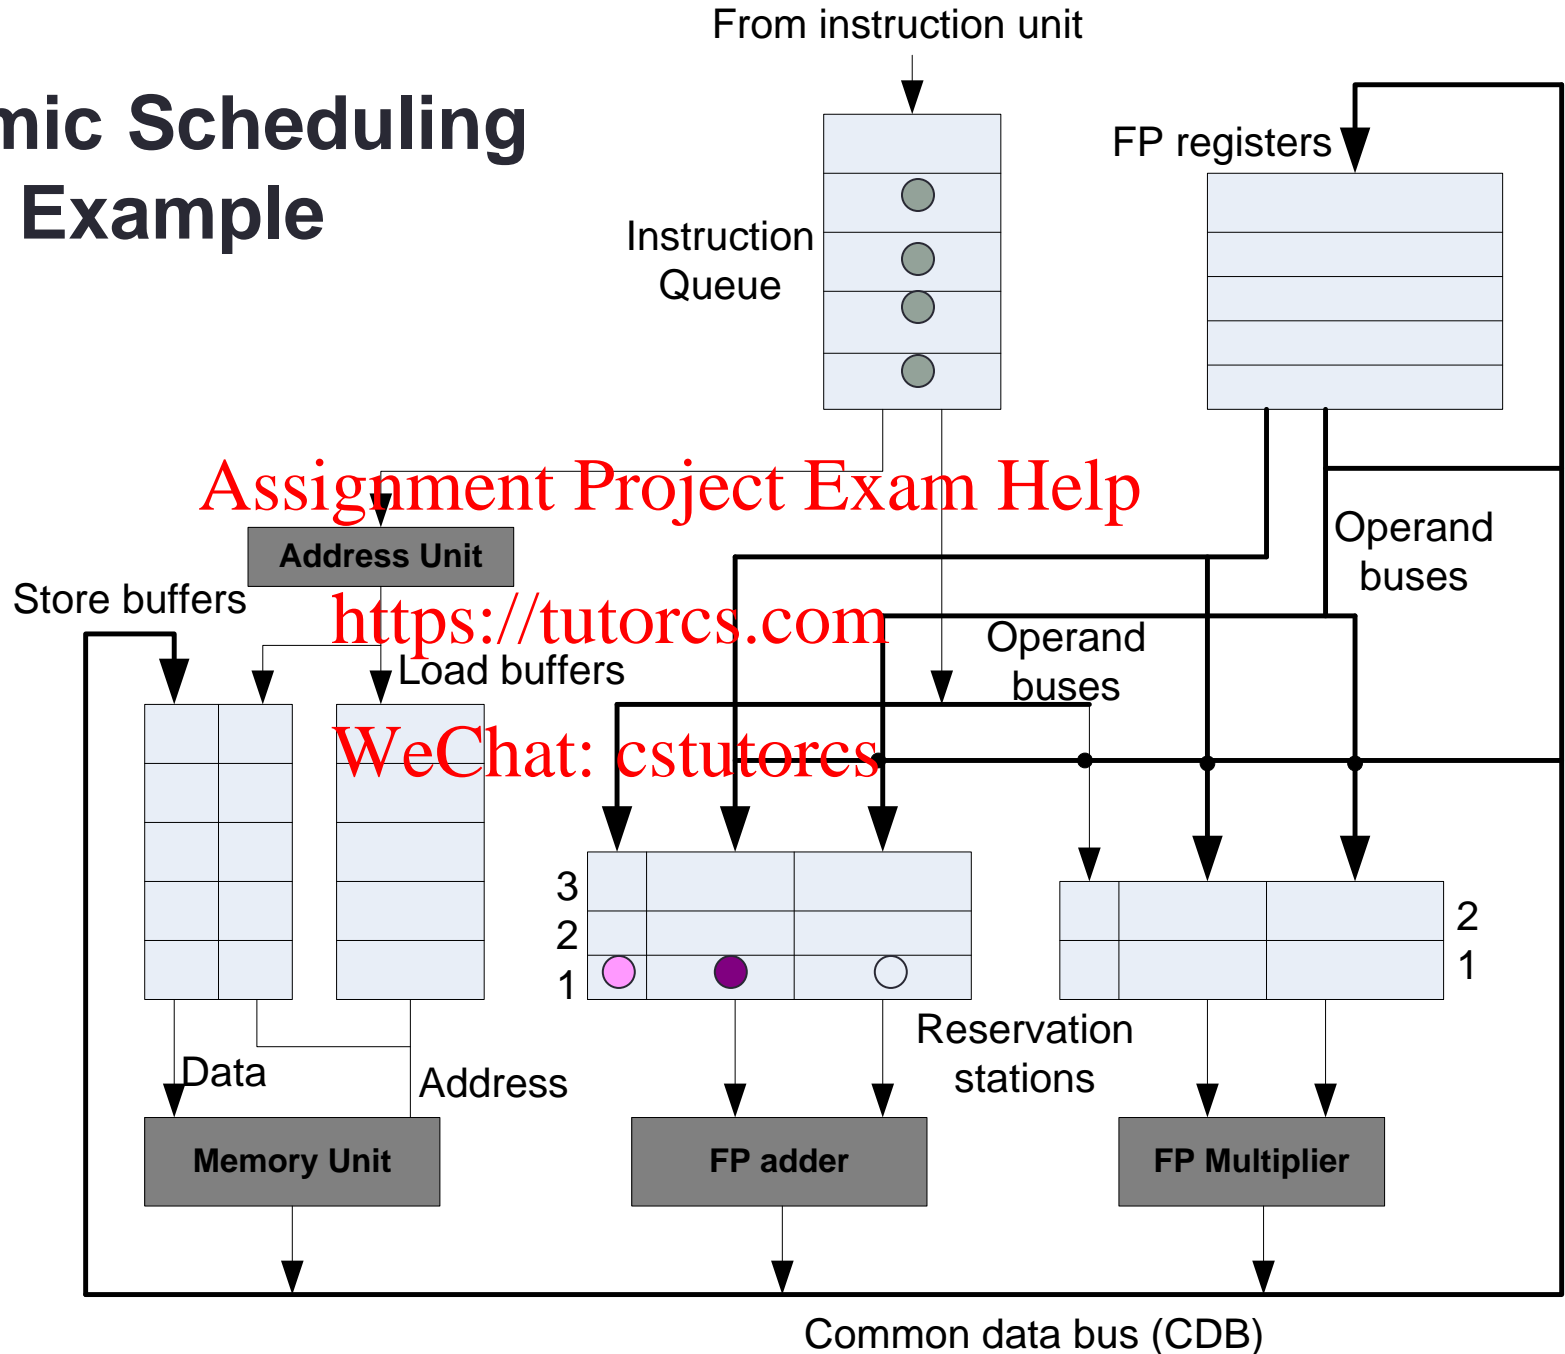 From instruction unit
mic Scheduling
Example
FP registers
Instruction
Queue
Assignment Project Exam Help
Operand
buses
Address Unit
Store buffers
https://tutorcs.com
Operand
buses
Load buffers
WeChat: cstutorcs
3
2
1
2
1
Reservation
stations
Data
Address
Memory Unit
FP adder
FP Multiplier
Common data bus (CDB)